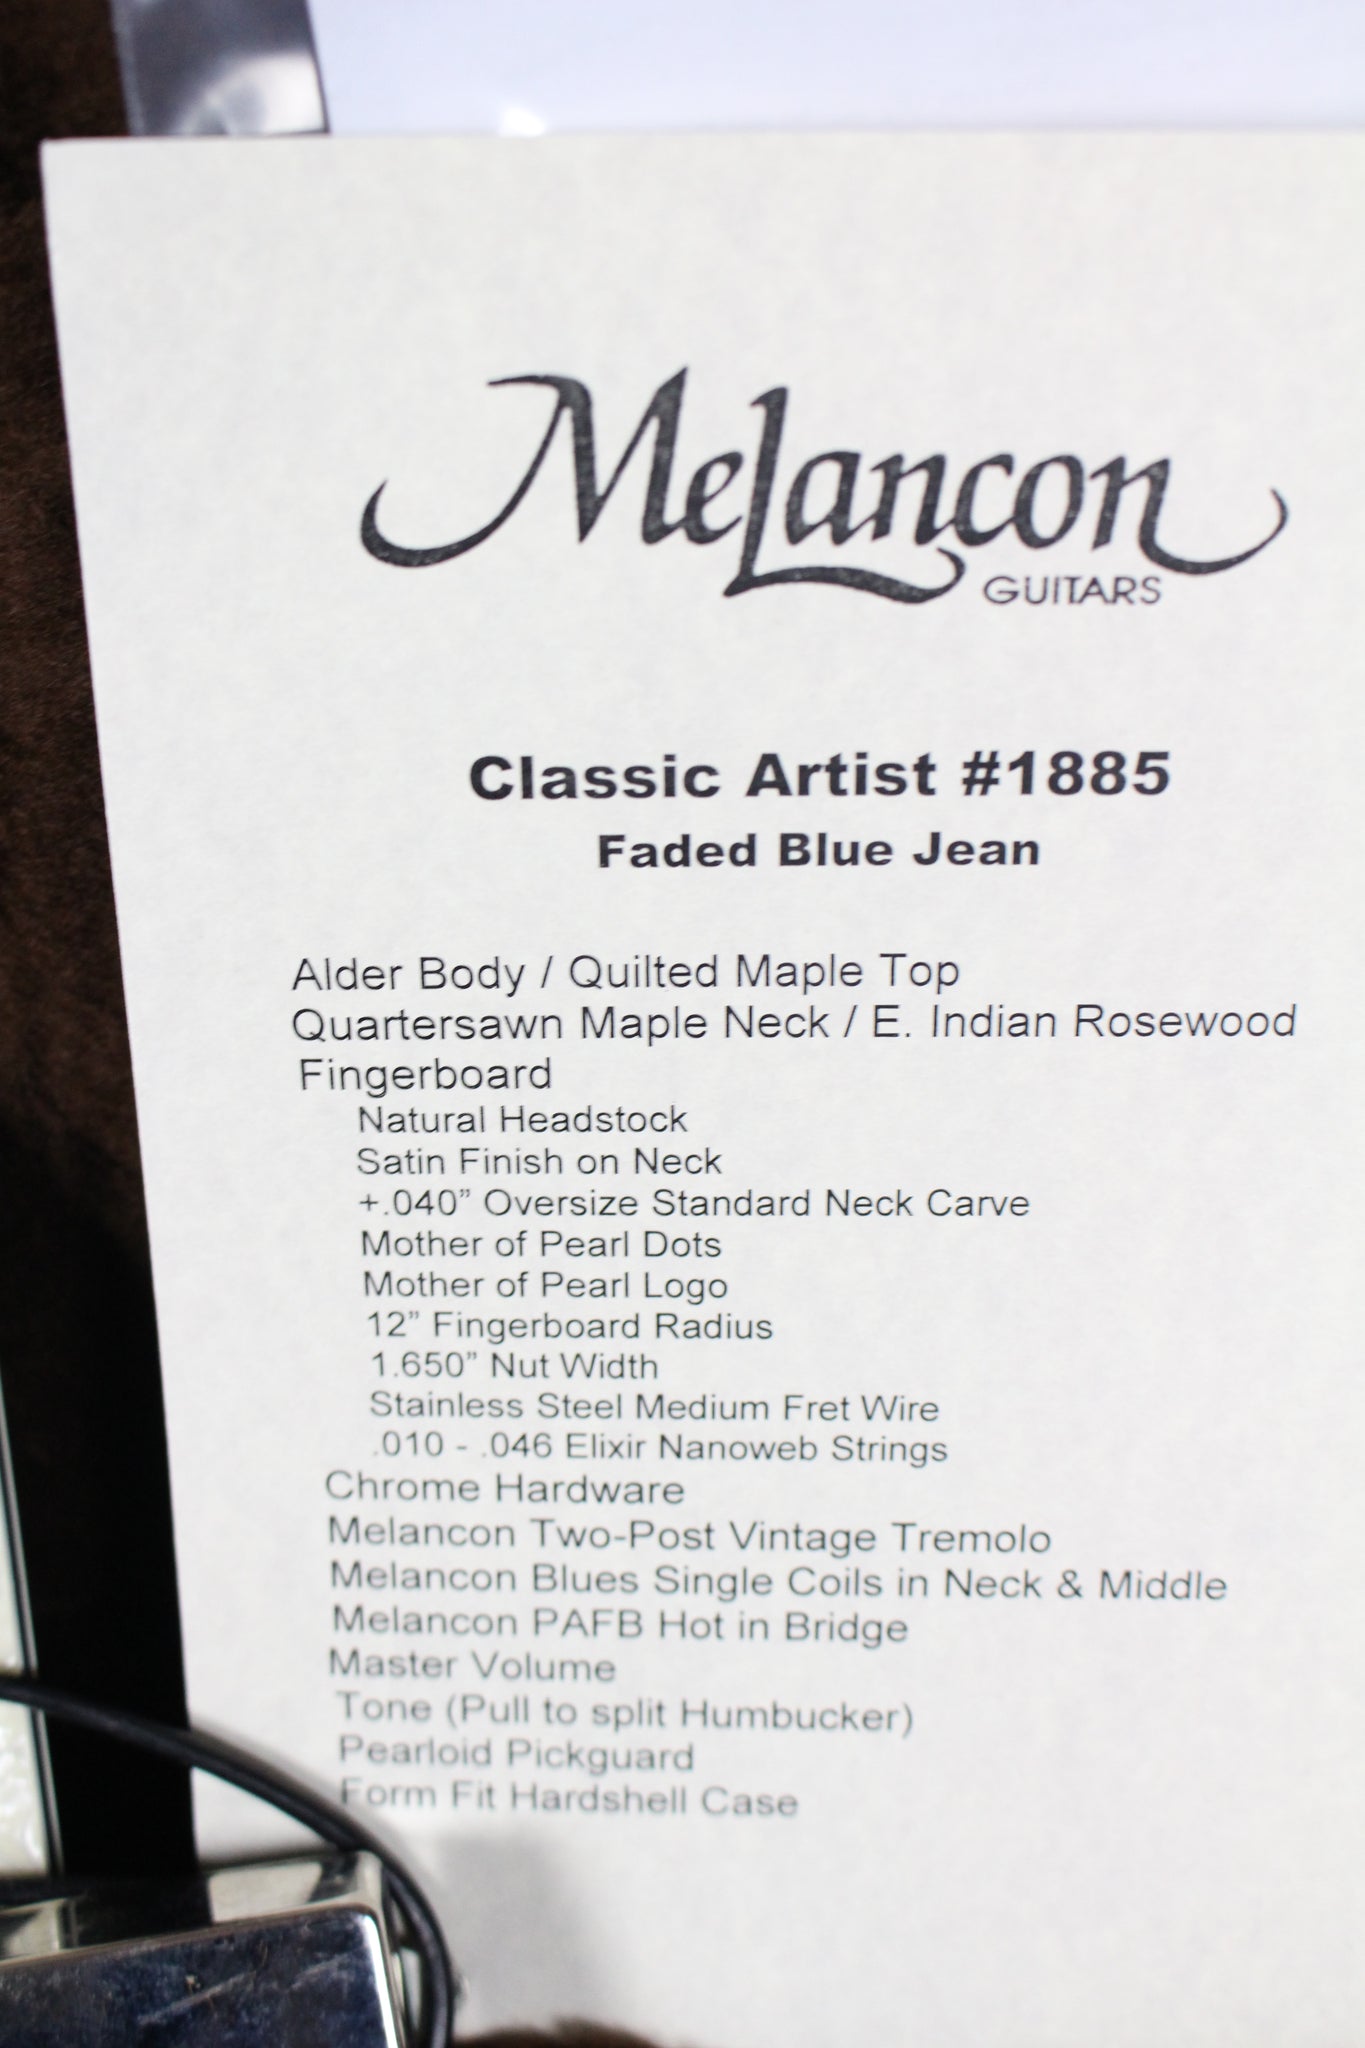 Melancon
GUITARS
Classic Artist #1885
Faded Blue Jean
Alder Body / Quilted Maple Top
Quartersawn Maple Neck / E. Indian Rosewood
Fingerboard
Natural Headstock
Satin Finish on Neck
+.040” Oversize Standard Neck Carve
Mother of Pearl Dots
Mother of Pearl Logo
12” Fingerboard Radius
1.650” Nut Width
Stainless Steel Medium Fret Wire
.010 - .046 Elixir Nanoweb Strings
Chrome Hardware
Melancon Two-Post Vintage Tremolo
Melancon Blues Single Coils in Neck & Middle
Melancon PAFB Hot in Bridge
Master Volume
Tone (Pull to split Humbucker)
Pearloid Pickguard
Form Fit Hardshell Case